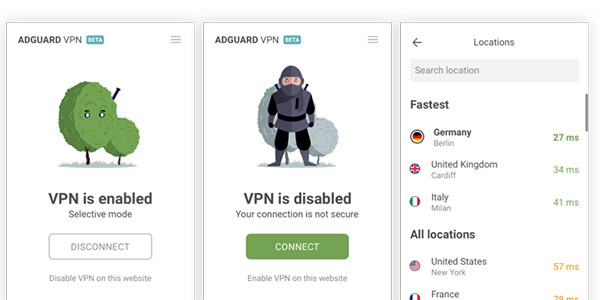 ADGUARD VPN BETA
VPN is enabled
Selective mode
DISCONNECT
Disable VPN on this website
ADGUARD VPN BETA
VPN is disabled
Your connection is not secure
CONNECT
Enable VPN on this website
Locations
Search location
Fastest
Germany
Berlin
27 ms
United Kingdom
Cardiff
34 ms
Italy
Milan
41 ms
All locations
United States
New York
57 ms
France
78 ms